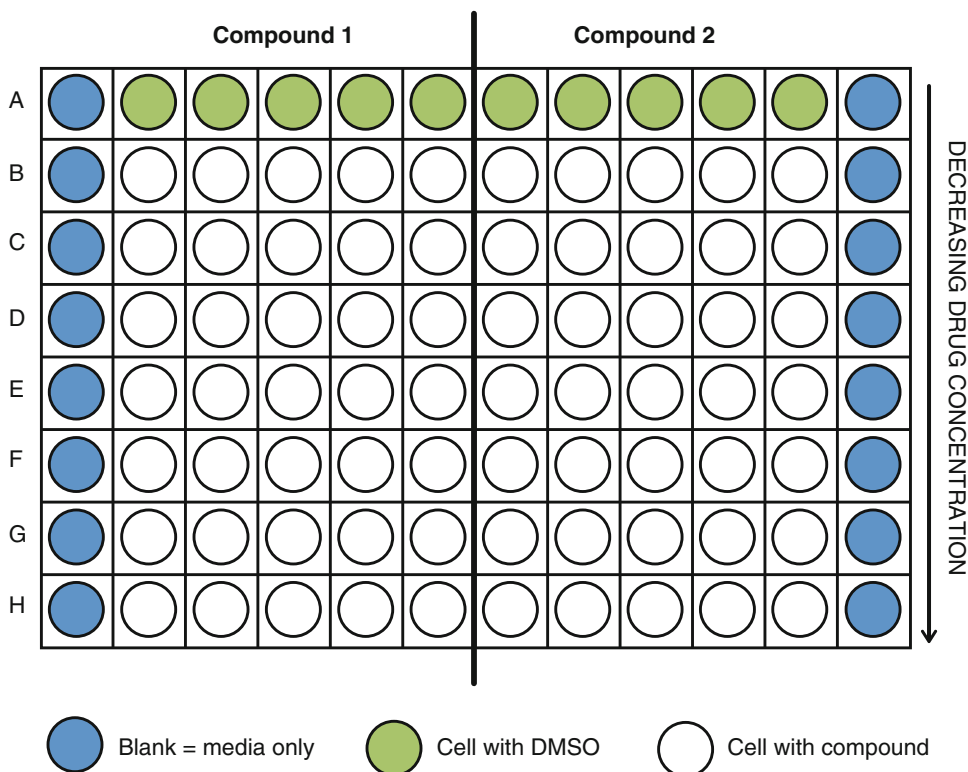 Compound 1
Compound 2
A
B
C
D
E
F
G
H
DECREASING DRUG CONCENTRATION
Blank = media only
Cell with DMSO
Cell with compound